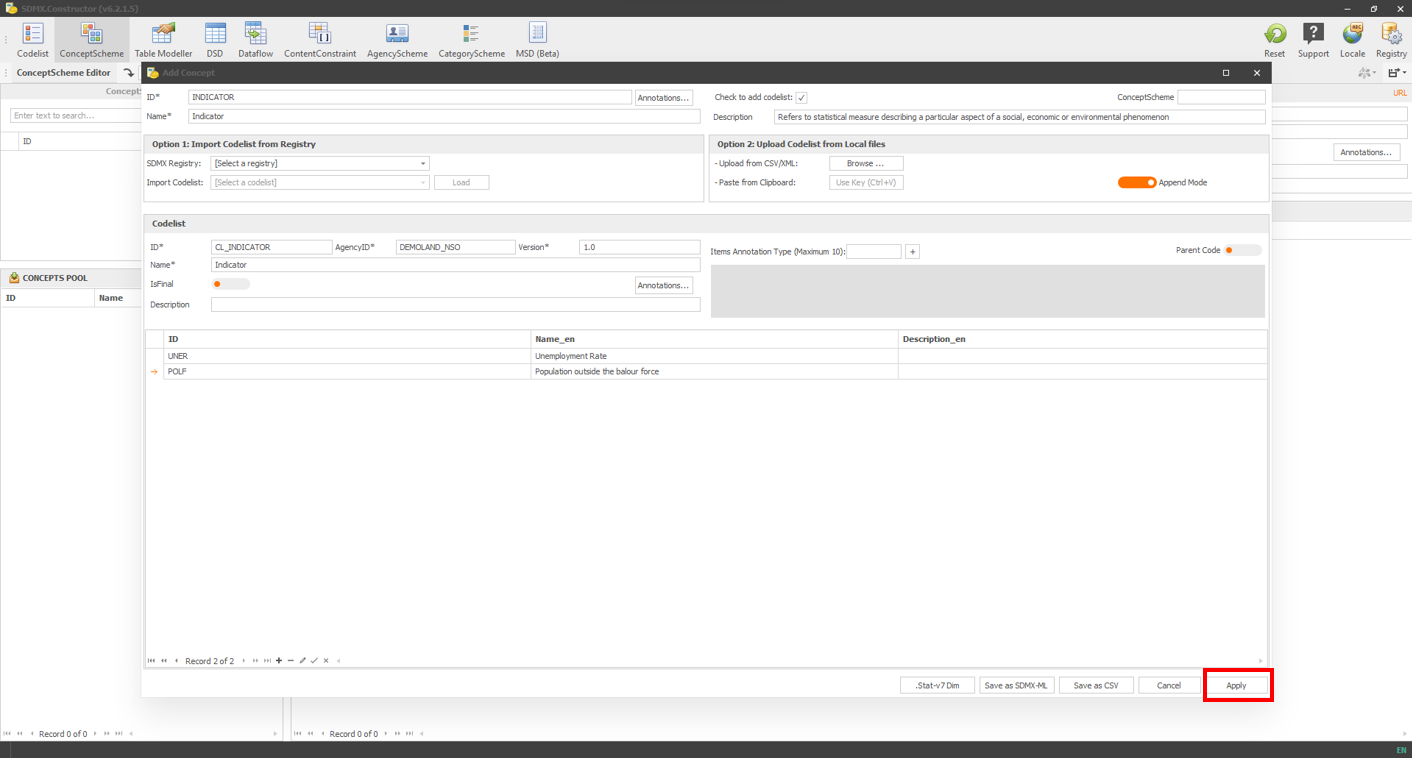 SDMX.Constructor (v6.2.1.5)
Codelist ConceptScheme Table Modeller DSD Dataflow ContentConstraint AgencyScheme CategoryScheme MSD (Beta) Reset Support Locale Registry
ConceptScheme Editor
Add Concept
Concept
URL
Enter text to search...
ID
Annotations...
CONCEPTS POOL
ID Name
ID* INDICATOR Annotations... Check to add codelist: ConceptScheme
Name* Indicator Description Refers to statistical measure describing a particular aspect of a social, economic or environmental phenomenon
Option 1: Import Codelist from Registry Option 2: Upload Codelist from Local files
SDMX Registry: [Select a registry] - Upload from CSV/XML: Browse ...
Import Codelist: [Select a codelist] Load - Paste from Clipboard: Use Key (Ctrl+V) Append Mode
Codelist
ID* CL_INDICATOR AgencyID* DEMOLAND_NSO Version* 1.0 Items Annotation Type (Maximum 10): + Parent Code
Name* Indicator
IsFinal Annotations...
Description
ID Name_en Description_en
UNER Unemployment Rate
POLF Population outside the balour force
Record 2 of 2
.Stat-v7 Dim Save as SDMX-ML Save as CSV Cancel Apply
Record 0 of 0 Record 0 of 0
EN